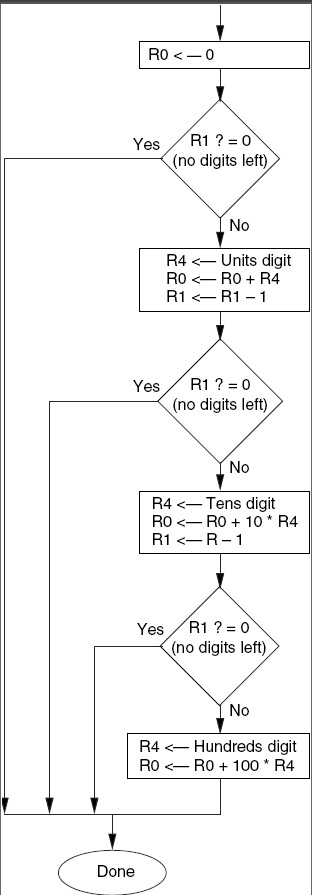 R0 <— 0
Yes
R1 ? = 0
(no digits left)
No
R4 <— Units digit
R0 <— R0 + R4
R1 <— R1 – 1
Yes
R1 ? = 0
(no digits left)
No
R4 <— Tens digit
R0 <— R0 + 10 * R4
R1 <— R – 1
Yes
R1 ? = 0
(no digits left)
No
R4 <— Hundreds digit
R0 <— R0 + 100 * R4
Done